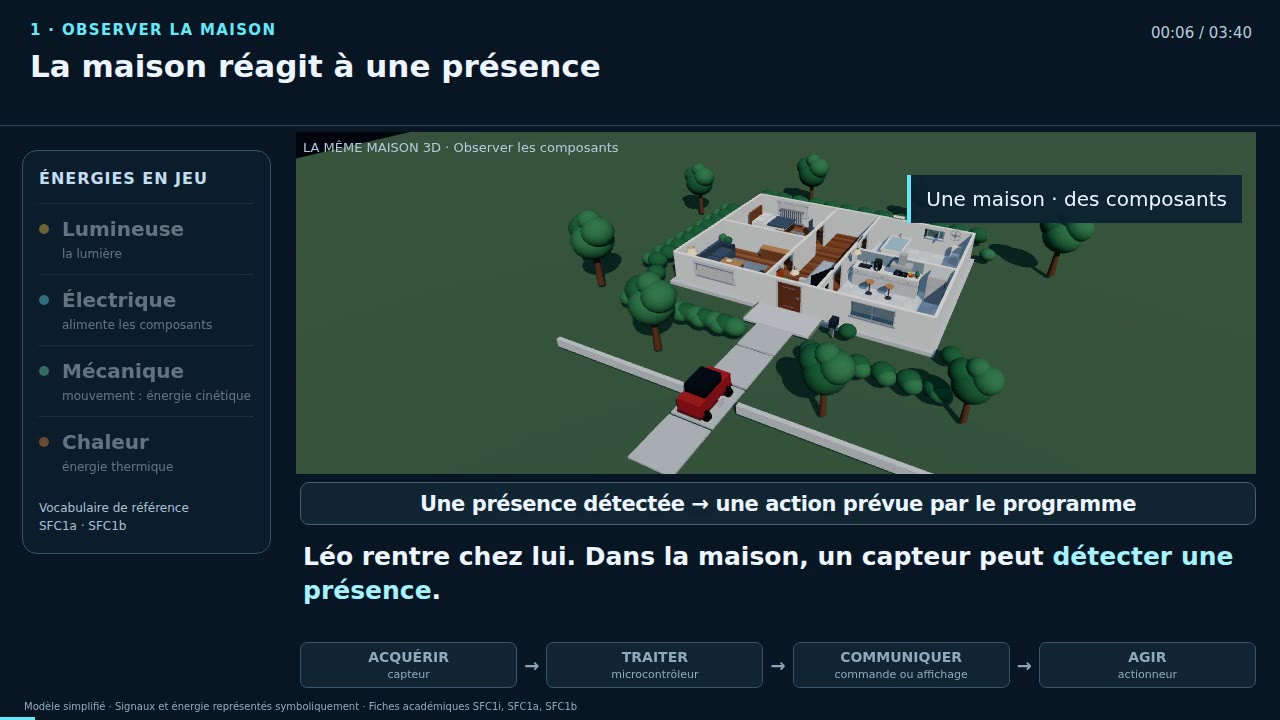 1 · OBSERVER LA MAISON
00:06 / 03:40
La maison réagit à une présence
ÉNERGIES EN JEU
Lumineuse
la lumière
Électrique
alimente les composants
Mécanique
mouvement : énergie cinétique
Chaleur
énergie thermique
Vocabulaire de référence
SFC1a · SFC1b
LA MÊME MAISON 3D · Observer les composants
Une maison · des composants
Une présence détectée → une action prévue par le programme
Léo rentre chez lui. Dans la maison, un capteur peut détecter une
présence.
ACQUÉRIR → TRAITER → COMMUNIQUER → AGIR
capteur microcontrôleur commande ou affichage actionneur
Modèle simplifié · Signaux et énergie représentés symboliquement · Fiches académiques SFC1i, SFC1a, SFC1b